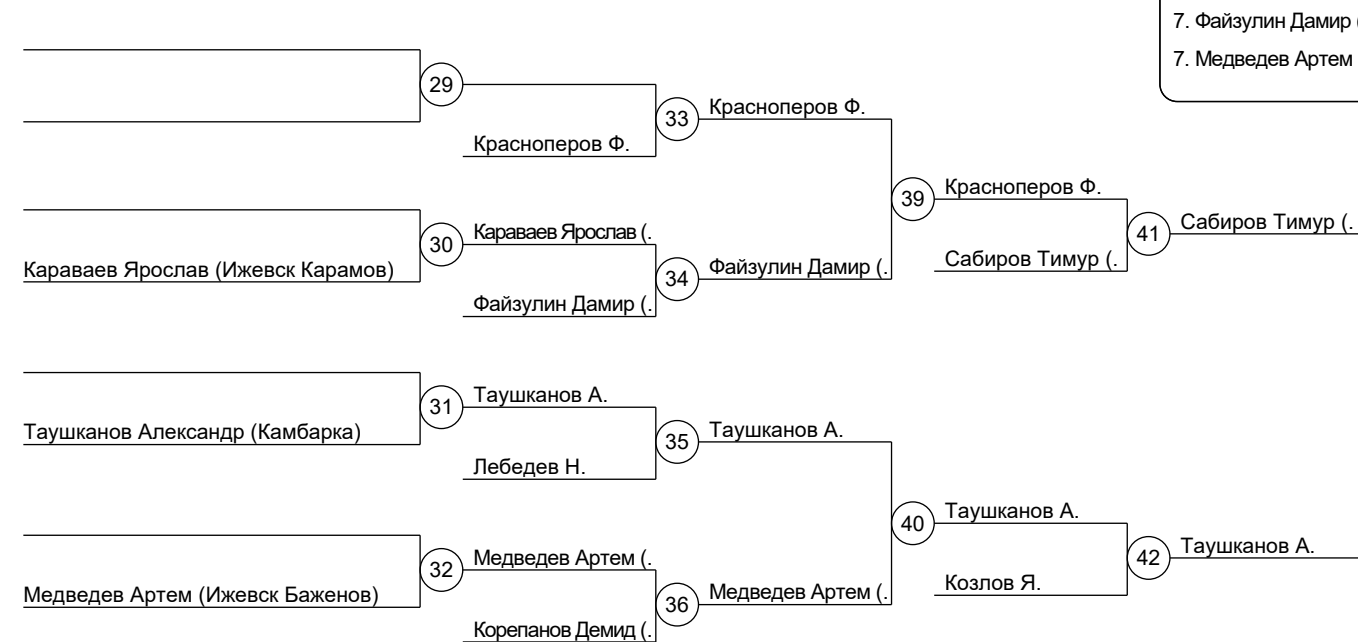 7. Файзулин Дамир (
7. Медведев Артем
29
Красноперов Ф.
33
Красноперов Ф.
Караваев Ярослав (Ижевск Карамов)
30
Караваев Ярослав (.
Файзулин Дамир (.
34
Файзулин Дамир (.
39
Красноперов Ф.
Сабиров Тимур (.
41
Сабиров Тимур (.
Таушканов Александр (Камбарка)
31
Таушканов А.
Лебедев Н.
35
Таушканов А.
Медведев Артем (Ижевск Баженов)
32
Медведев Артем (.
Корепанов Демид (.
36
Медведев Артем (.
40
Таушканов А.
Козлов Я.
42
Таушканов А.